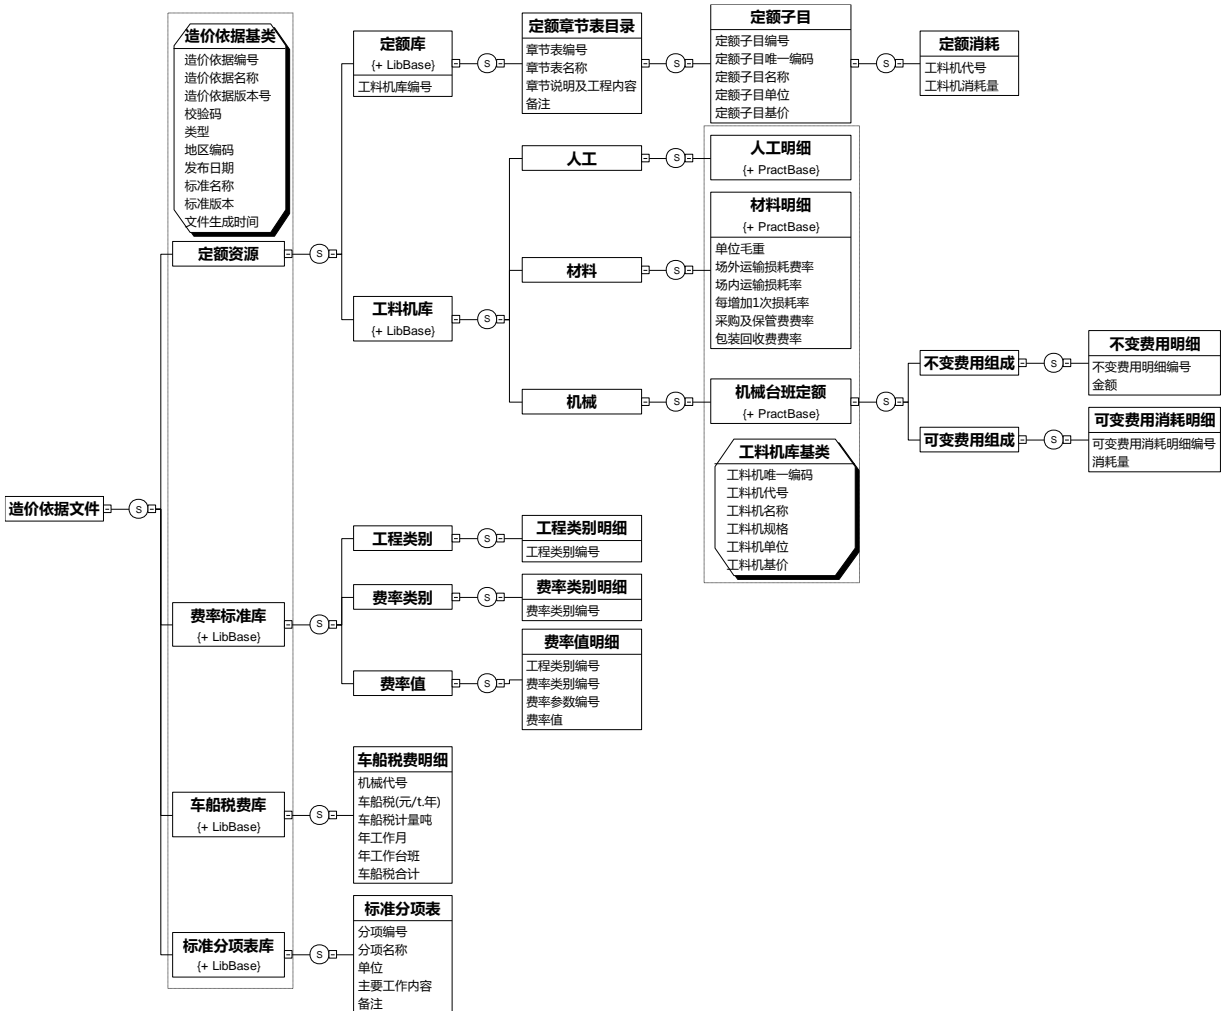 造价依据基类
造价依据编号
造价依据名称
造价依据版本号
校验码
类型
地区编码
发布日期
标准名称
标准版本
文件生成时间
定额资源
定额库
{+ LibBase}
工料机库编号
S
定额章节表目录
章节表编号
章节表名称
章节说明及工程内容
备注
S
定额子目
定额子目编号
定额子目唯一编码
定额子目名称
定额子目单位
定额子目基价
S
定额消耗
工料机代号
工料机消耗量
S
工料机库
{+ LibBase}
S
人工
S
人工明细
{+ PractBase}
材料
S
材料明细
{+ PractBase}
单位毛重
场外运输损耗费率
场内运输损耗率
每增加1次损耗率
采购及保管费费率
包装回收费费率
机械
S
机械台班定额
{+ PractBase}
S
不变费用组成
S
不变费用明细
不变费用明细编号
金额
可变费用组成
S
可变费用消耗明细
可变费用消耗明细编号
消耗量
工料机库基类
工料机唯一编码
工料机代号
工料机名称
工料机规格
工料机单位
工料机基价
造价依据文件
S
费率标准库
{+ LibBase}
S
工程类别
S
工程类别明细
工程类别编号
费率类别
S
费率类别明细
费率类别编号
费率值
S
费率值明细
工程类别编号
费率类别编号
费率参数编号
费率值
车船税费库
{+ LibBase}
S
车船税费明细
机械代号
车船税(元/t.年)
车船税计量吨
年工作月
年工作台班
车船税合计
标准分项表库
{+ LibBase}
S
标准分项表
分项编号
分项名称
单位
主要工作内容
备注